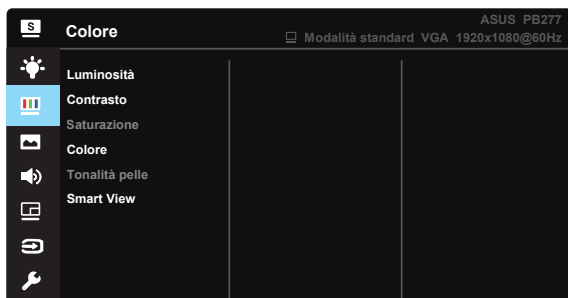 S
Colore
ASUS PB277
Modalità standard VGA 1920x1080@60Hz
Luminosità
Contrasto
Saturazione
Colore
Tonalità pelle
Smart View